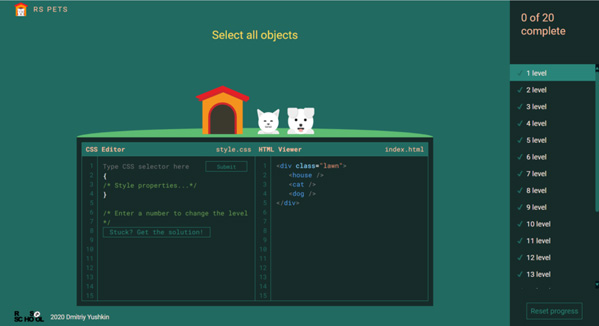 RS PETS
Select all objects
0 of 20
complete
✓ 1 level
✓ 2 level
✓ 3 level
✓ 4 level
✓ 5 level
✓ 6 level
✓ 7 level
✓ 8 level
✓ 9 level
✓ 10 level
✓ 11 level
✓ 12 level
✓ 13 level
Reset progress
CSS Editor style.css
1 Type CSS selector here Submit
2 {
3 /* Style properties...*/
4 }
5
6 /* Enter a number to change the level
7 */
8 Stuck? Get the solution!
9
10
11
12
13
14
15
HTML Viewer index.html
1 <div class="lawn">
2 <house />
3 <cat />
4 <dog />
5 </div>
6
7
8
9
10
11
12
13
14
15
RS SCHOOL 2020 Dmitriy Yushkin